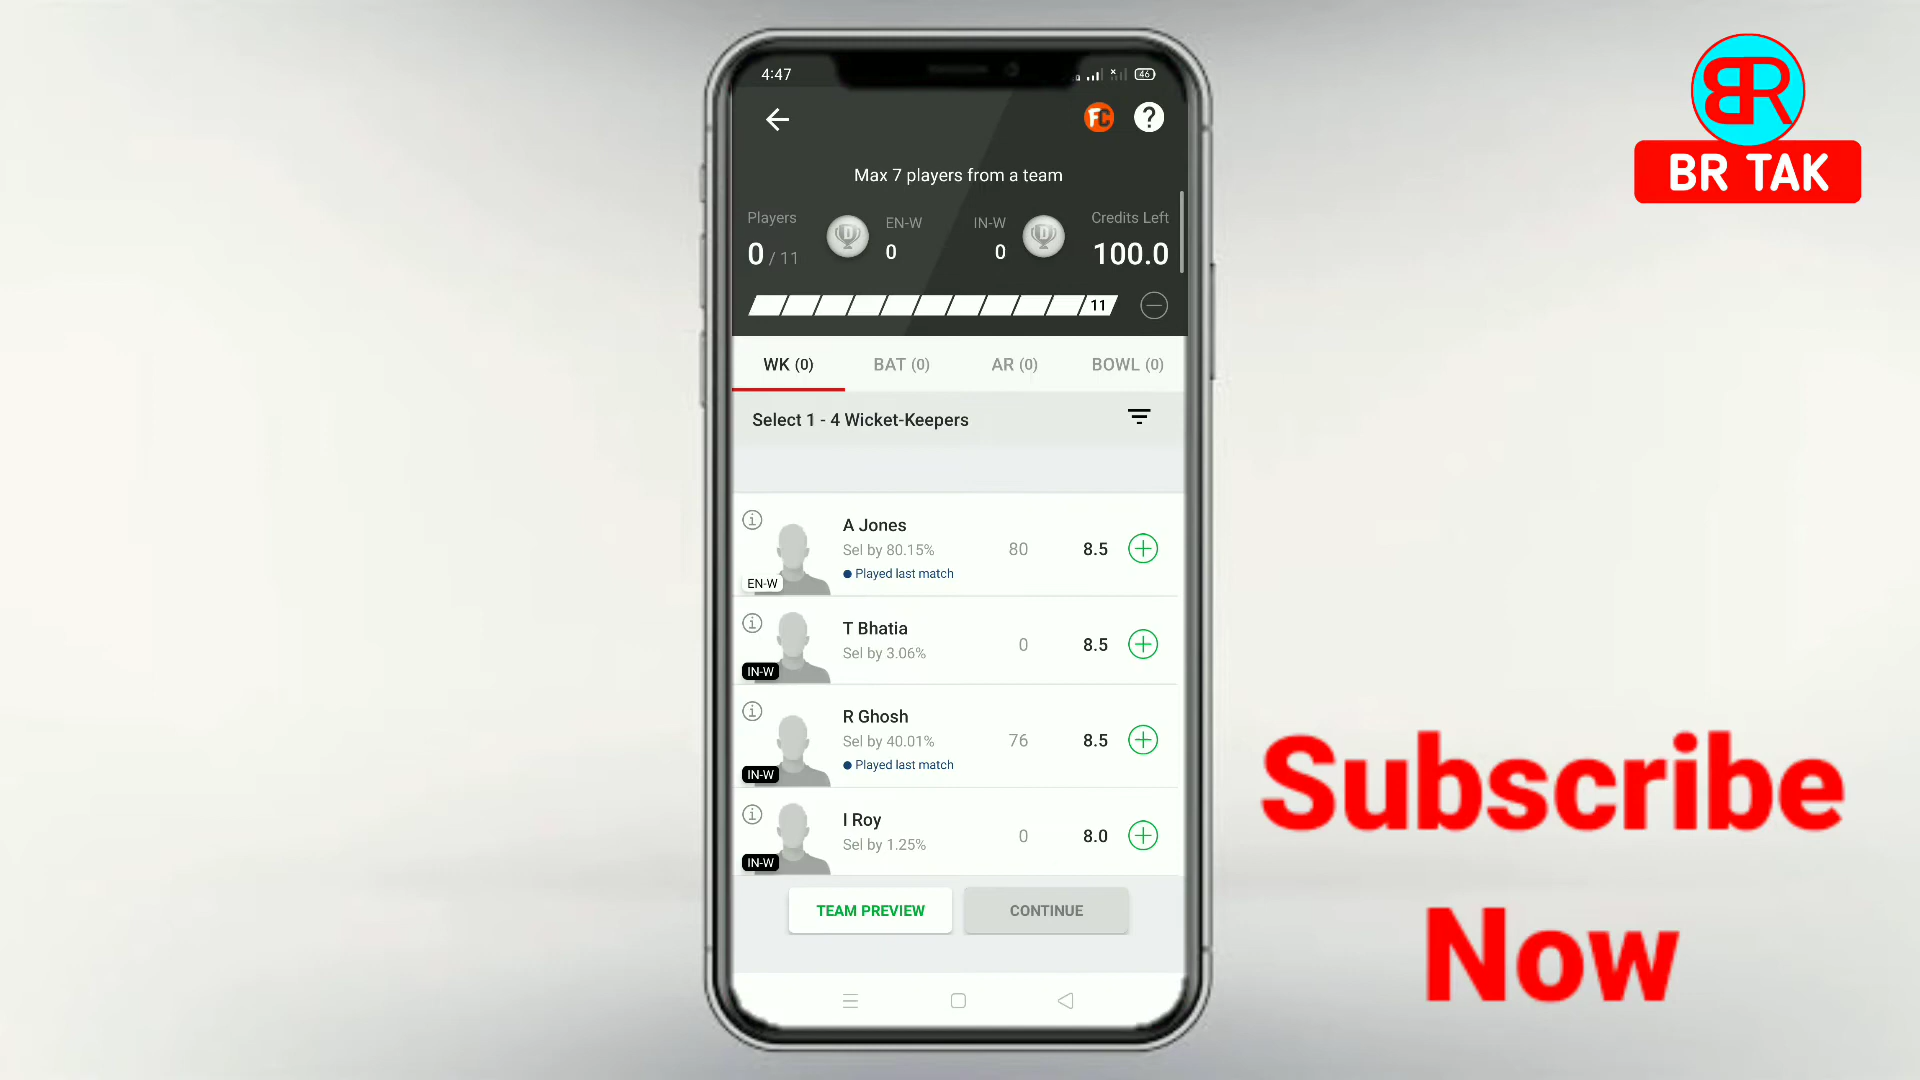 BR
BR TAK
4:47
46
FC
?
Max 7 players from a team
Players
EN-W
IN-W
Credits Left
0 / 11
0
0
100.0
11
WK (0)
BAT (0)
AR (0)
BOWL (0)
Select 1 - 4 Wicket-Keepers
A Jones
Sel by 80.15%
80
8.5
Played last match
EN-W
T Bhatia
Sel by 3.06%
0
8.5
IN-W
R Ghosh
Sel by 40.01%
76
8.5
Played last match
IN-W
I Roy
Sel by 1.25%
0
8.0
IN-W
TEAM PREVIEW
CONTINUE
Subscribe
Now